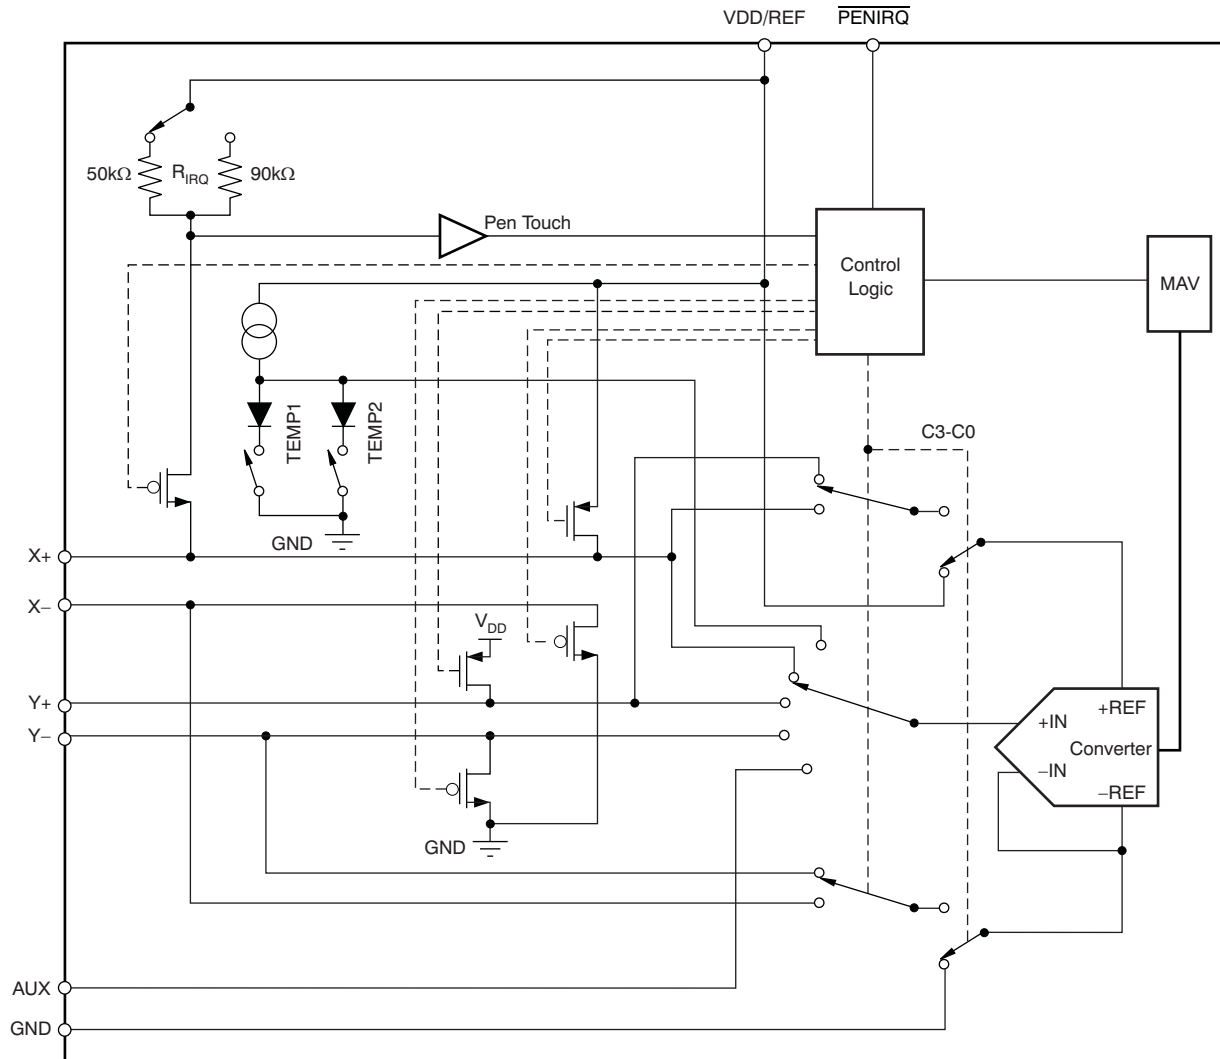 VDD/REF
PENIRQ
50kΩ
R_IRQ
90kΩ
Pen Touch
Control
Logic
MAV
TEMP1
TEMP2
C3-C0
GND
X+
X−
V_DD
Y+
Y−
+REF
+IN
Converter
−IN
−REF
GND
AUX
GND